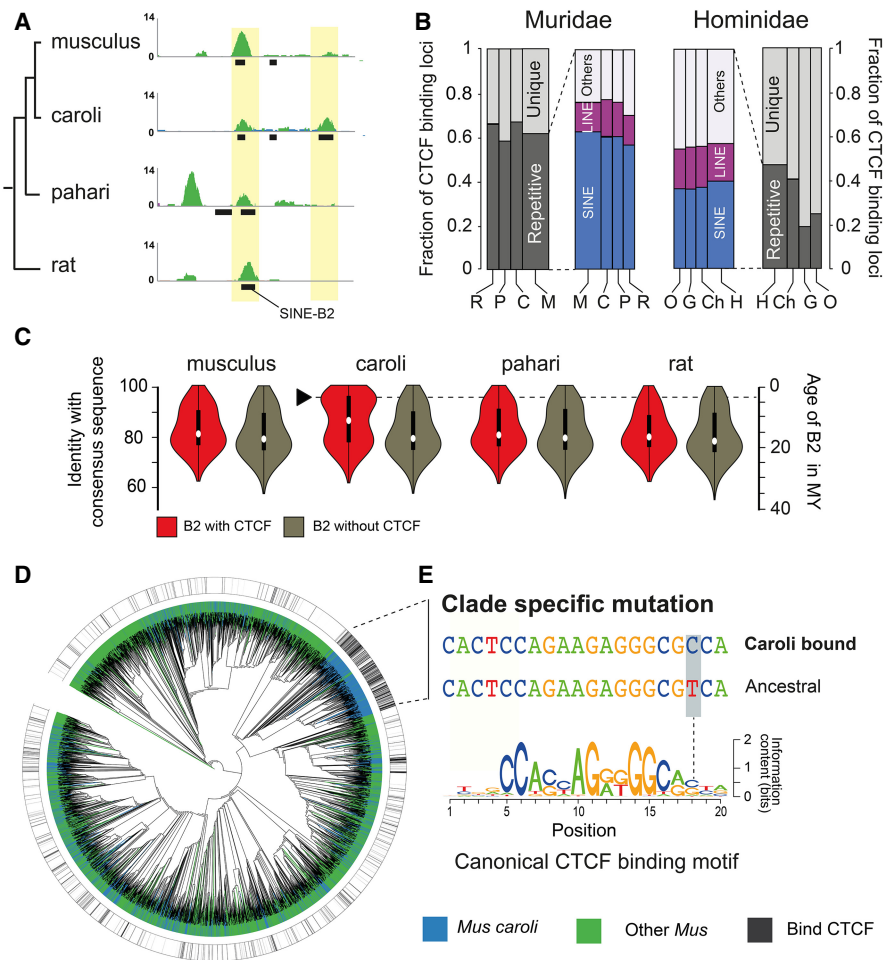 A
musculus
caroli
pahari
rat
14
0
14
0
14
0
14
0
SINE-B2
B
Muridae
Hominidae
Fraction of CTCF binding loci
1
0.8
0.6
0.4
0.2
0
Unique
Repetitive
Others
LINE
SINE
Others
LINE
SINE
Unique
Repetitive
1
0.8
0.6
0.4
0.2
0
Fraction of CTCF binding loci
R P C M
M C P R
O G Ch H
H Ch G O
C
musculus caroli pahari rat
Identity with
consensus sequence
100
80
60
0
20
40
Age of B2 in MY
B2 with CTCF
B2 without CTCF
D
E
Clade specific mutation
CACTCCAGAAGAGGGCGCCA Caroli bound
CACTCCAGAAGAGGGCGTCA Ancestral
2
1
0
Information
content (bits)
1 5 10 15 20
Position
Canonical CTCF binding motif
Mus caroli
Other Mus
Bind CTCF